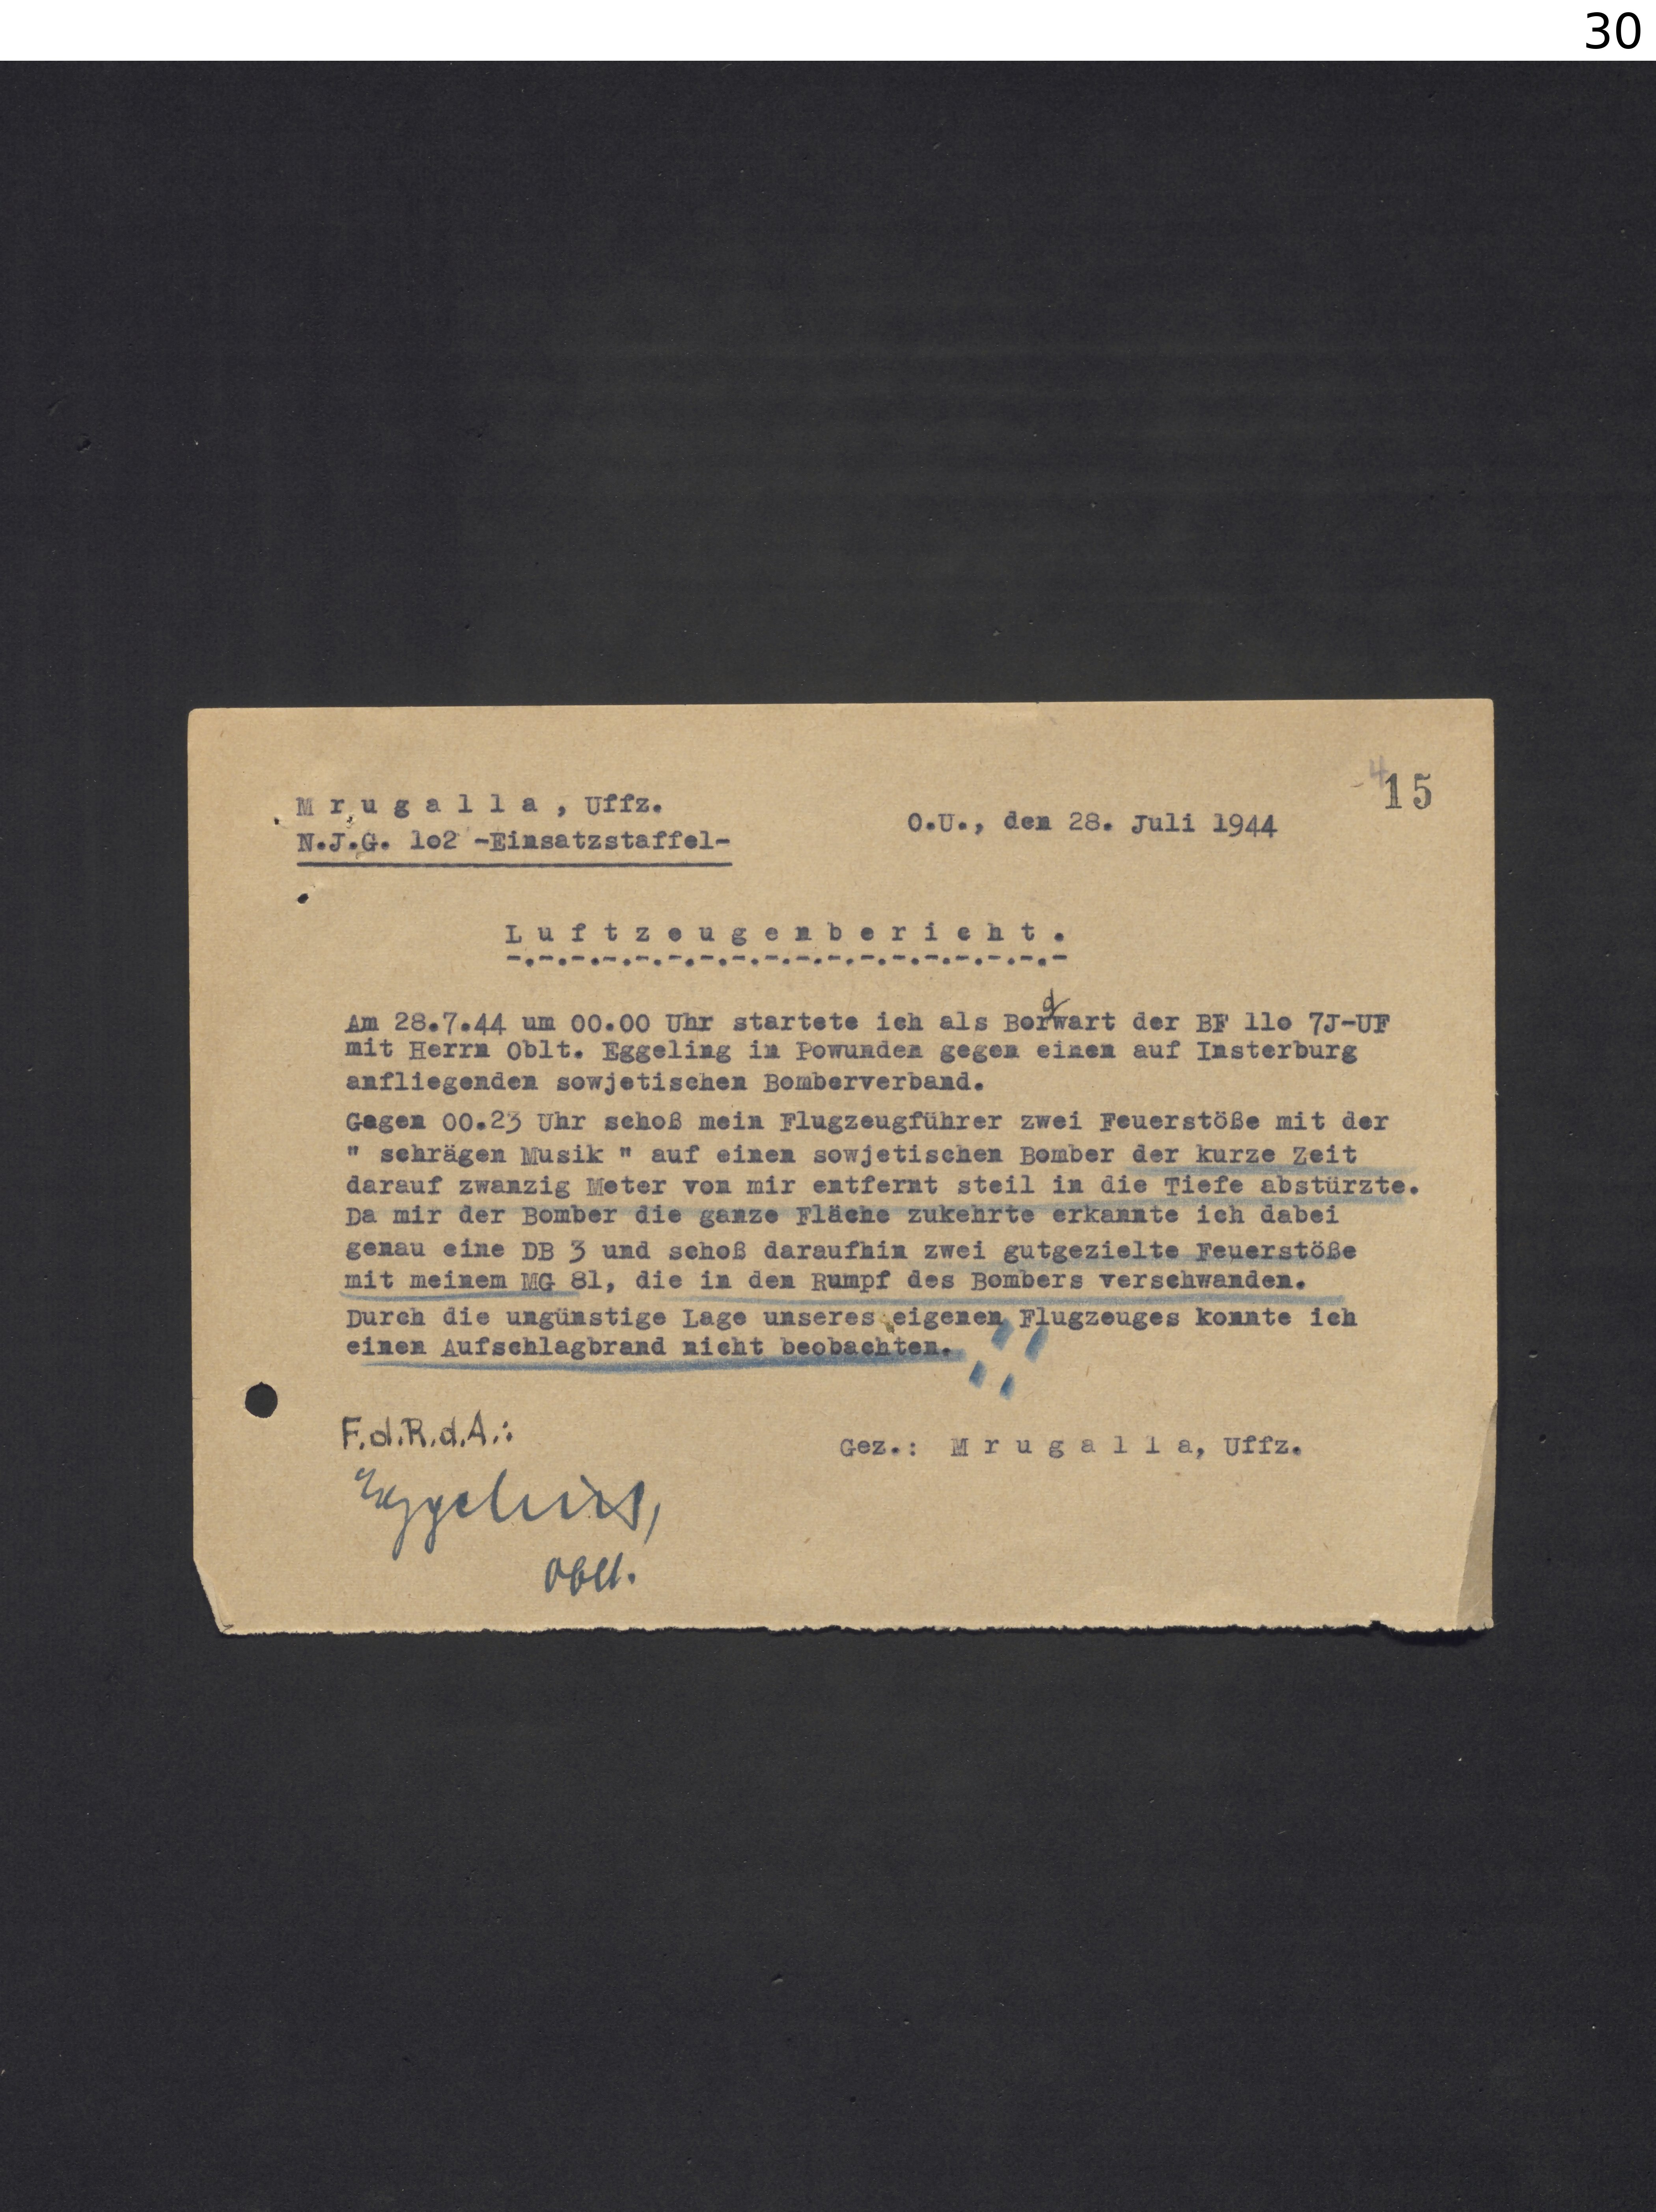 30
4
15
M r u g a l l a , Uffz.
N.J.G. 1o2 -Einsatzstaffel-
O.U., den 28. Juli 1944
L u f t z e u g e n b e r i c h t .
-.-.-.-.-.-.-.-.-.-.-.-.-.-.-.-.-.-
d
Am 28.7.44 um 00.00 Uhr startete ich als Borwart der BF 11o 7J-UF
mit Herrn Oblt. Eggeling in Powunden gegen einen auf Insterburg
anfliegenden sowjetischen Bomberverband.
Gegen 00.23 Uhr schoß mein Flugzeugführer zwei Feuerstöße mit der
" schrägen Musik " auf einen sowjetischen Bomber der kurze Zeit
darauf zwanzig Meter von mir entfernt steil in die Tiefe abstürzte.
Da mir der Bomber die ganze Fläche zukehrte erkannte ich dabei
genau eine DB 3 und schoß daraufhin zwei gutgezielte Feuerstöße
mit meinem MG 81, die in den Rumpf des Bombers verschwanden.
Durch die ungünstige Lage unseres eigenen Flugzeuges konnte ich
einen Aufschlagbrand nicht beobachten.
F.d.R.d.A.:
Gez.: M r u g a l l a, Uffz.
Eggeling,
Oblt.